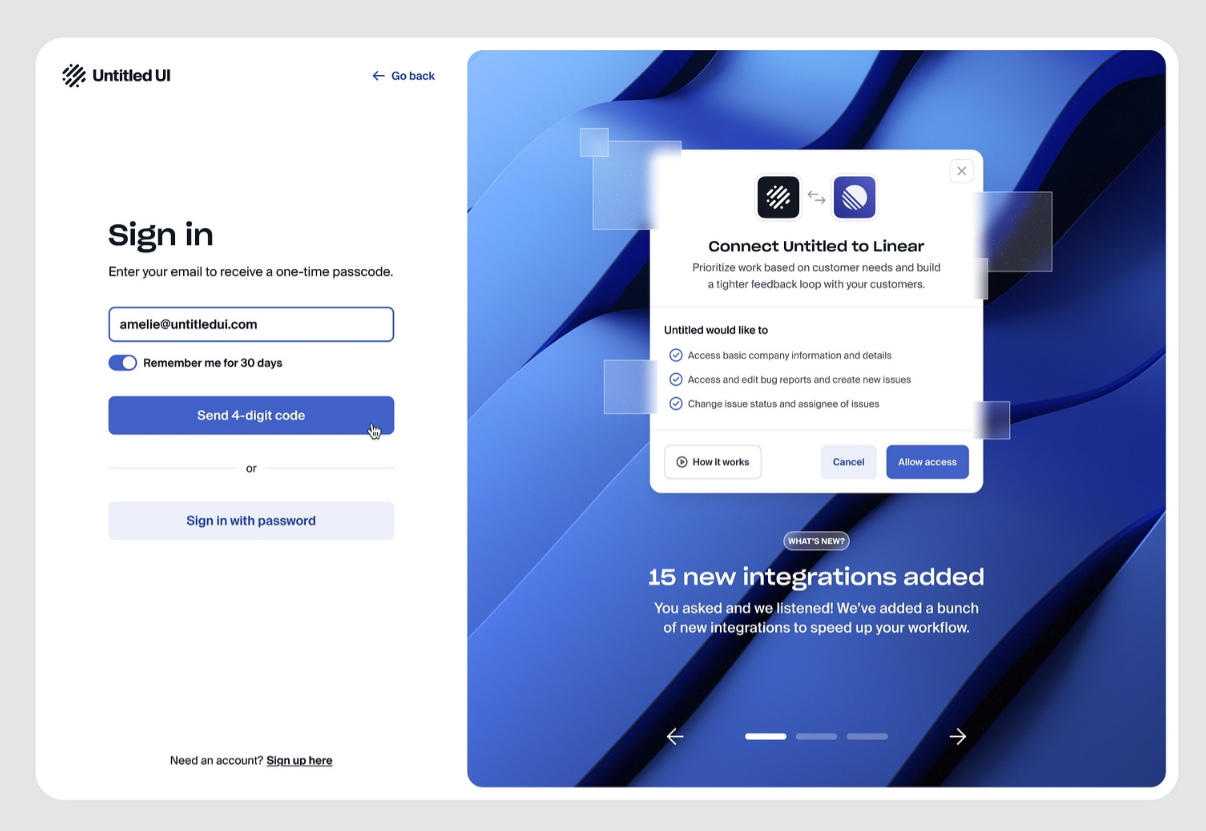 Untitled UI
Go back
Sign in
Enter your email to receive a one-time passcode.
amelie@untitledui.com
Remember me for 30 days
Send 4-digit code
or
Sign in with password
Need an account? Sign up here
Connect Untitled to Linear
Prioritize work based on customer needs and build
a tighter feedback loop with your customers.
Untitled would like to
Access basic company information and details
Access and edit bug reports and create new issues
Change issue status and assignee of issues
How it works
Cancel
Allow access
WHAT'S NEW?
15 new integrations added
You asked and we listened! We've added a bunch
of new integrations to speed up your workflow.